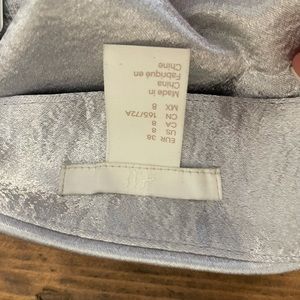 EUR 38
US 8
CA 8
CN 165/72A
MX 8
Made in
China
Fabriqué en
Chine